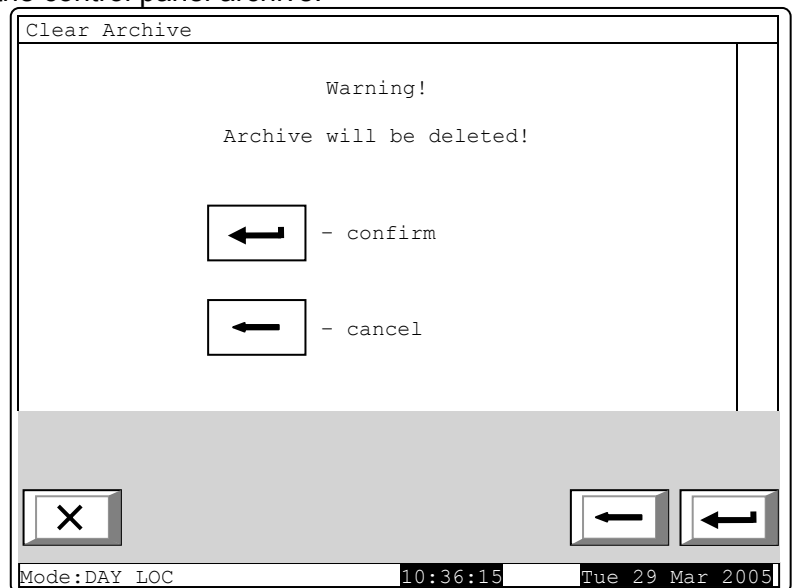 Clear Archive
Warning!
Archive will be deleted!
- confirm
- cancel
Mode:DAY LOC 10:36:15 Tue 29 Mar 2005